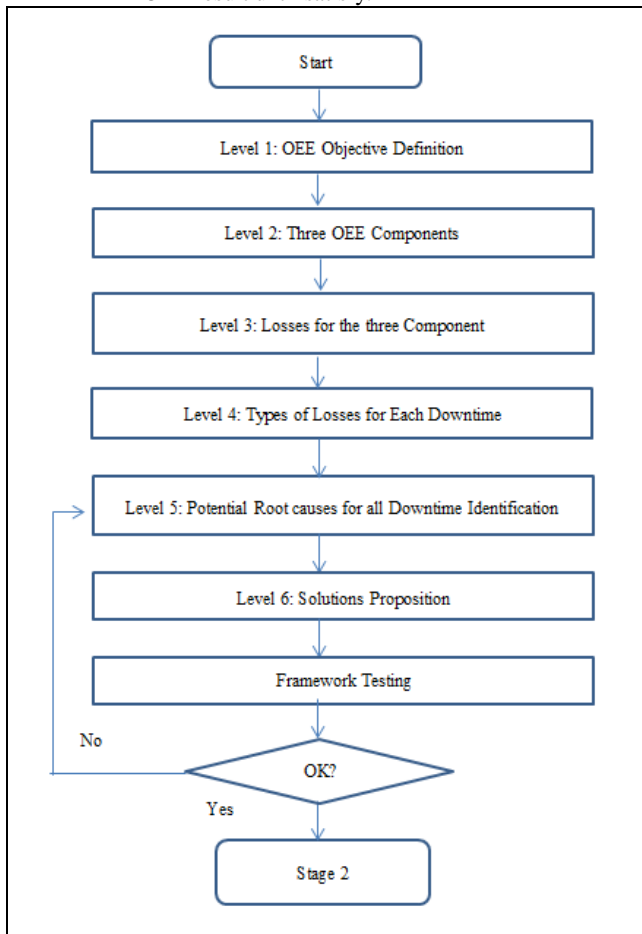 Start
Level 1: OEE Objective Definition
Level 2: Three OEE Components
Level 3: Losses for the three Component
Level 4: Types of Losses for Each Downtime
Level 5: Potential Root causes for all Downtime Identification
Level 6: Solutions Proposition
Framework Testing
No
OK?
Yes
Stage 2